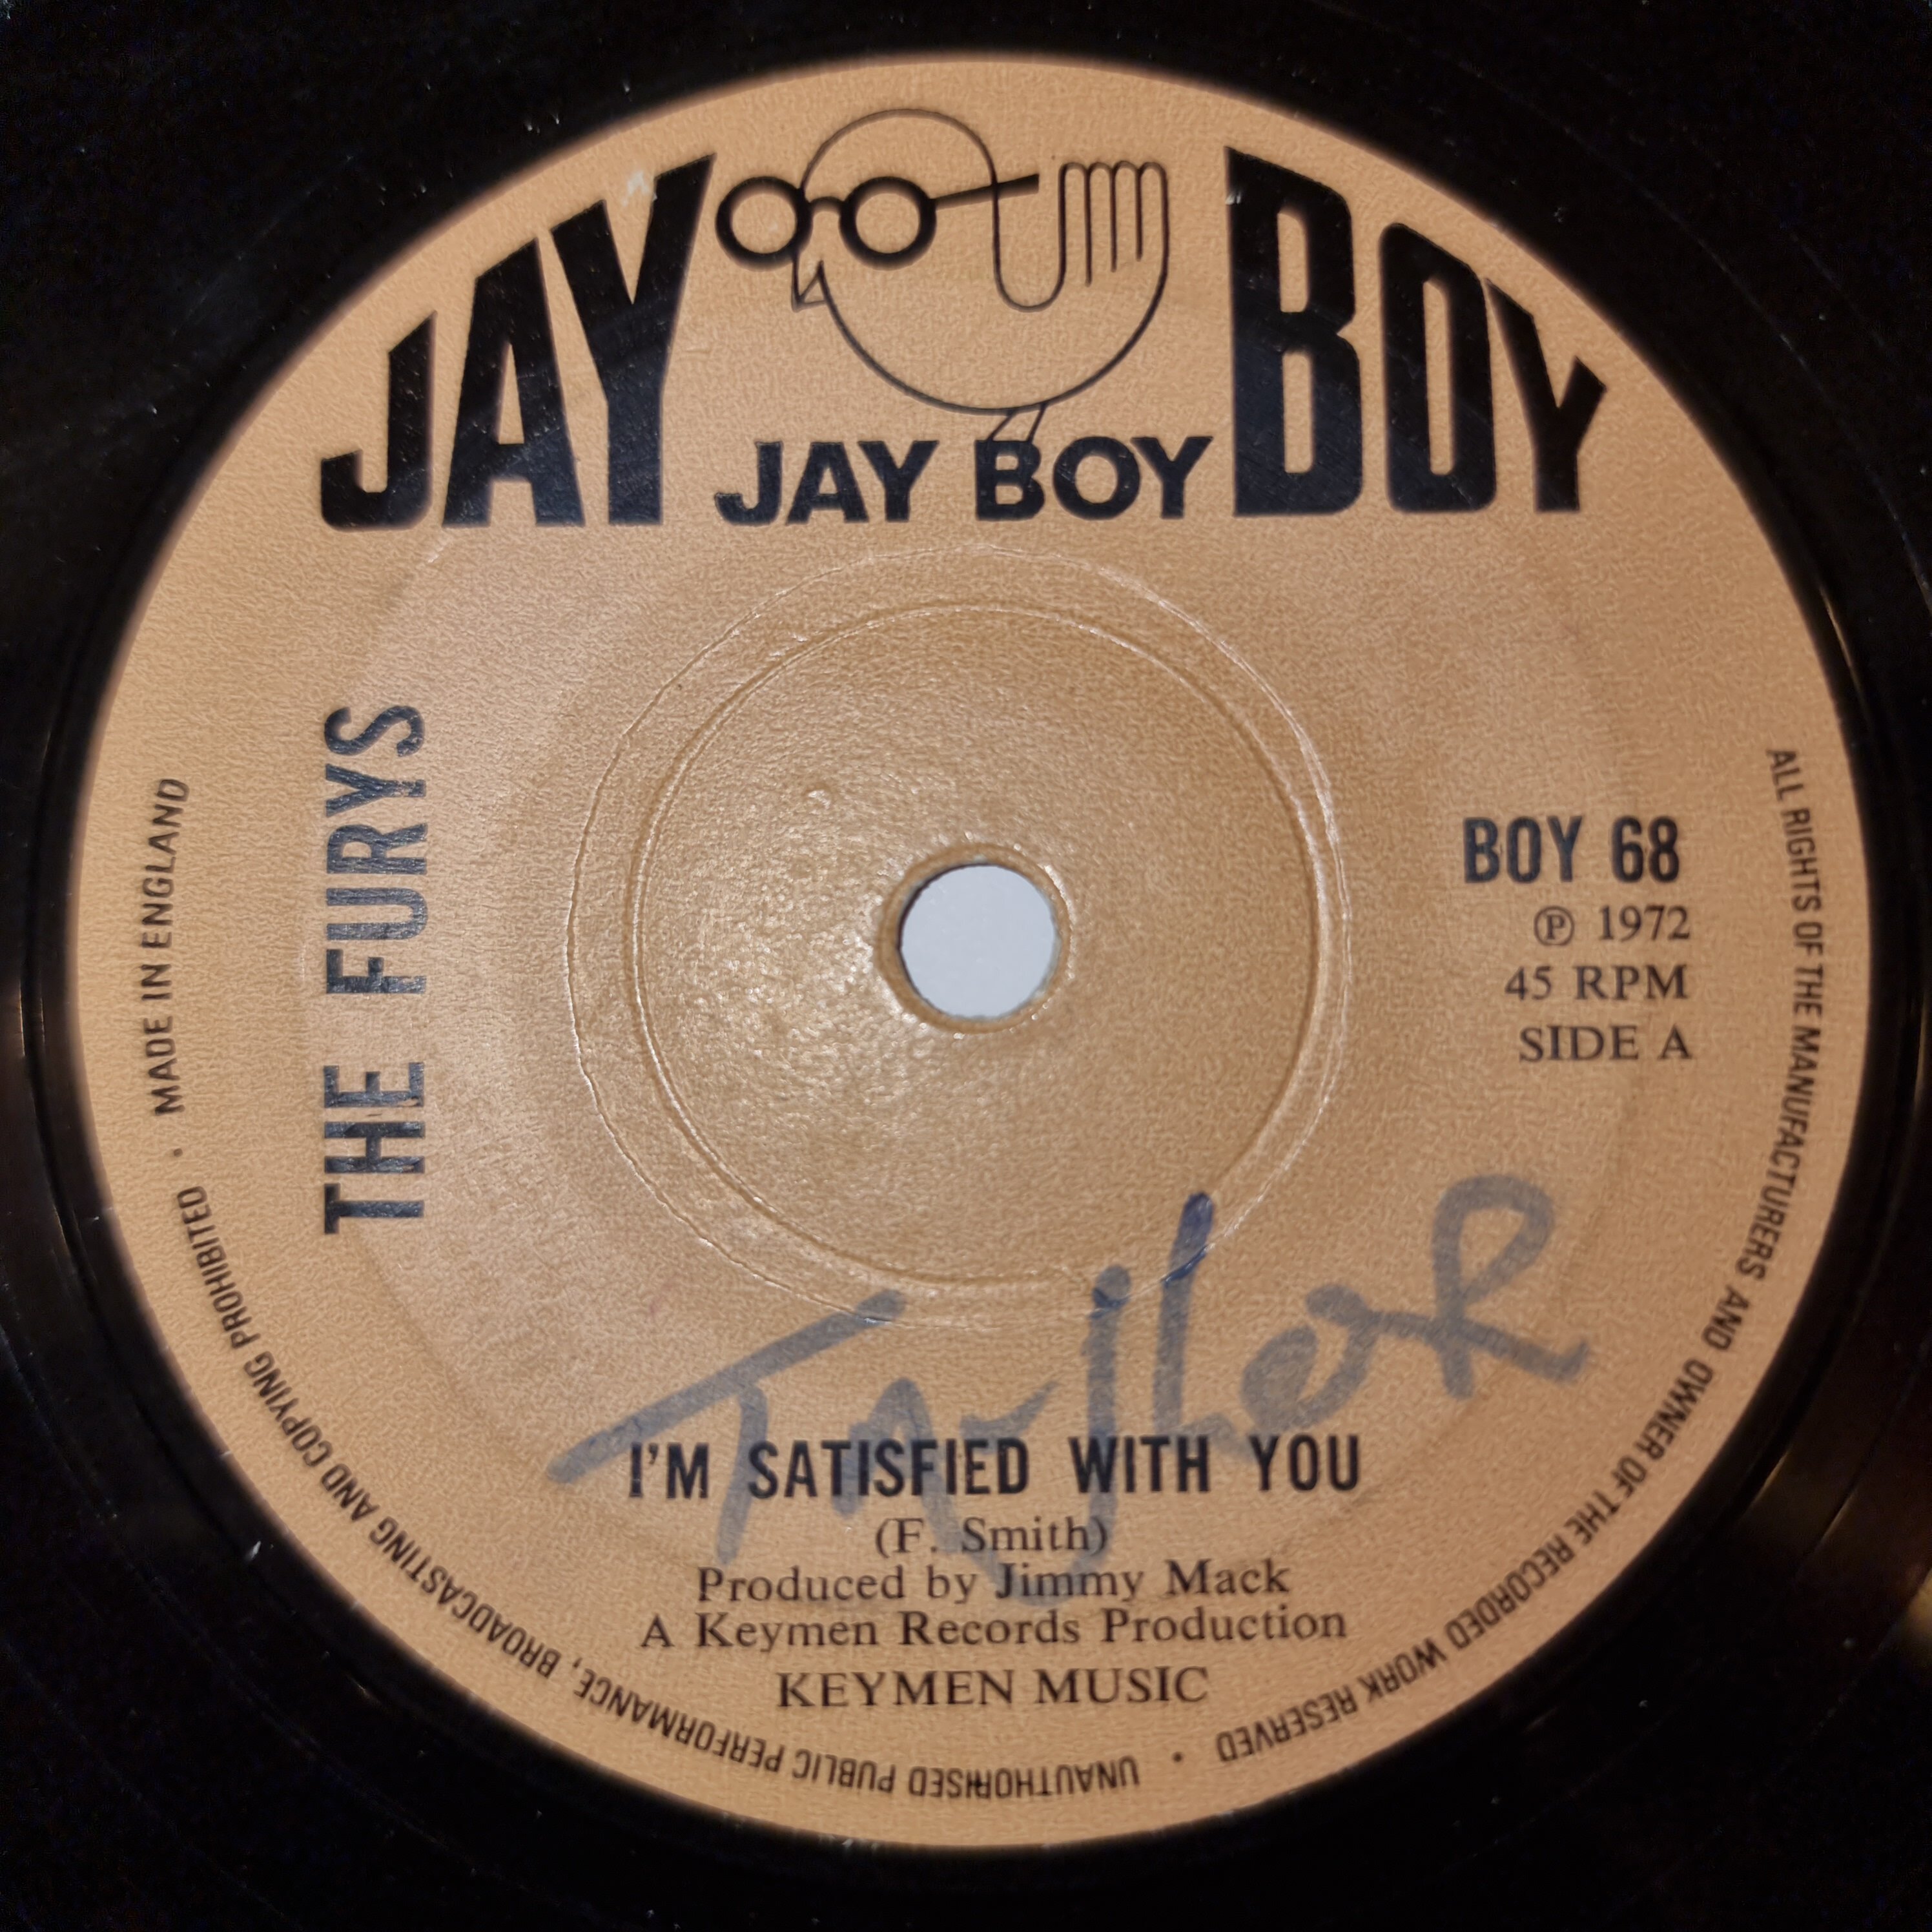 JAY BOY
JAY BOY
THE FURYS
BOY 68
℗ 1972
45 RPM
SIDE A
Taylor
I'M SATISFIED WITH YOU
(F. Smith)
Produced by Jimmy Mack
A Keymen Records Production
KEYMEN MUSIC
ALL RIGHTS OF THE MANUFACTURERS AND OWNER OF THE RECORDED WORK RESERVED • UNAUTHORISED PUBLIC PERFORMANCE, BROADCASTING AND COPYING PROHIBITED • MADE IN ENGLAND